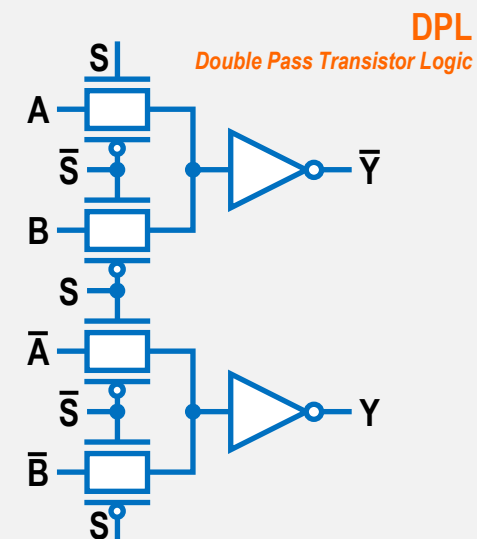 DPL
Double Pass Transistor Logic
S
A
S̅
Y̅
B
S
A̅
S̅
Y
B̅
S